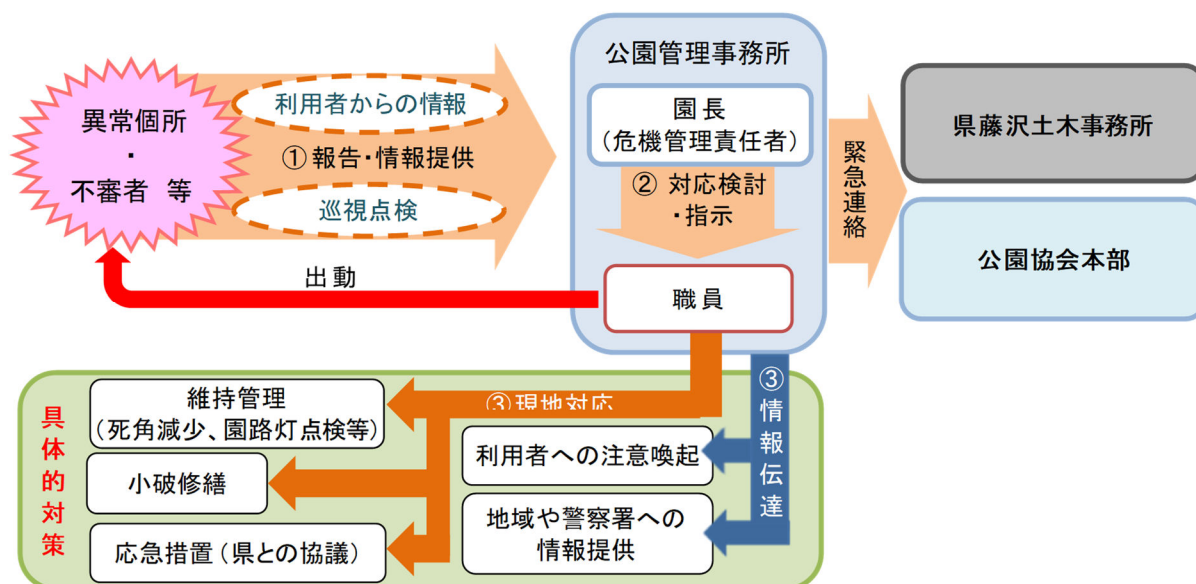 異常個所
・
不審者 等
利用者からの情報
①報告・情報提供
巡視点検
出動
公園管理事務所
園長
(危機管理責任者)
② 対応検討
・指示
職員
緊急連絡
県藤沢土木事務所
公園協会本部
具体的対策
③現地対応
維持管理
(死角減少、園路灯点検等)
小破修繕
応急措置(県との協議)
③情報伝達
利用者への注意喚起
地域や警察署への
情報提供